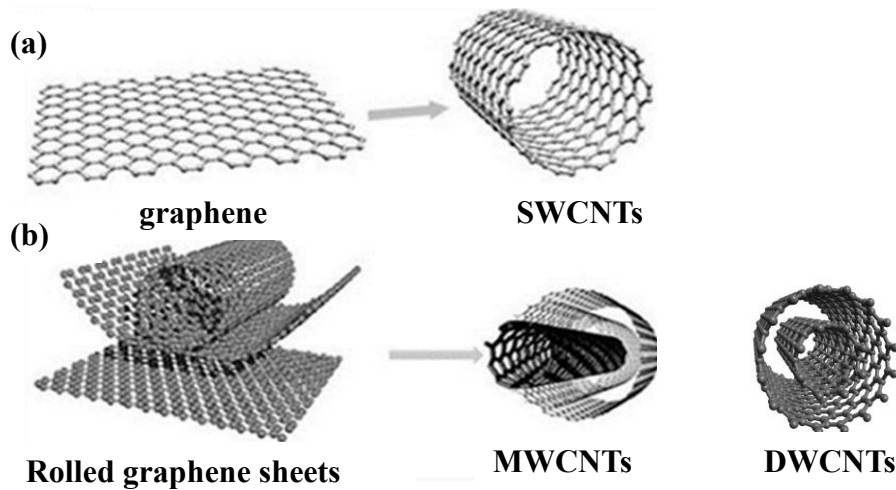 (a)
graphene
SWCNTs
(b)
Rolled graphene sheets
MWCNTs
DWCNTs